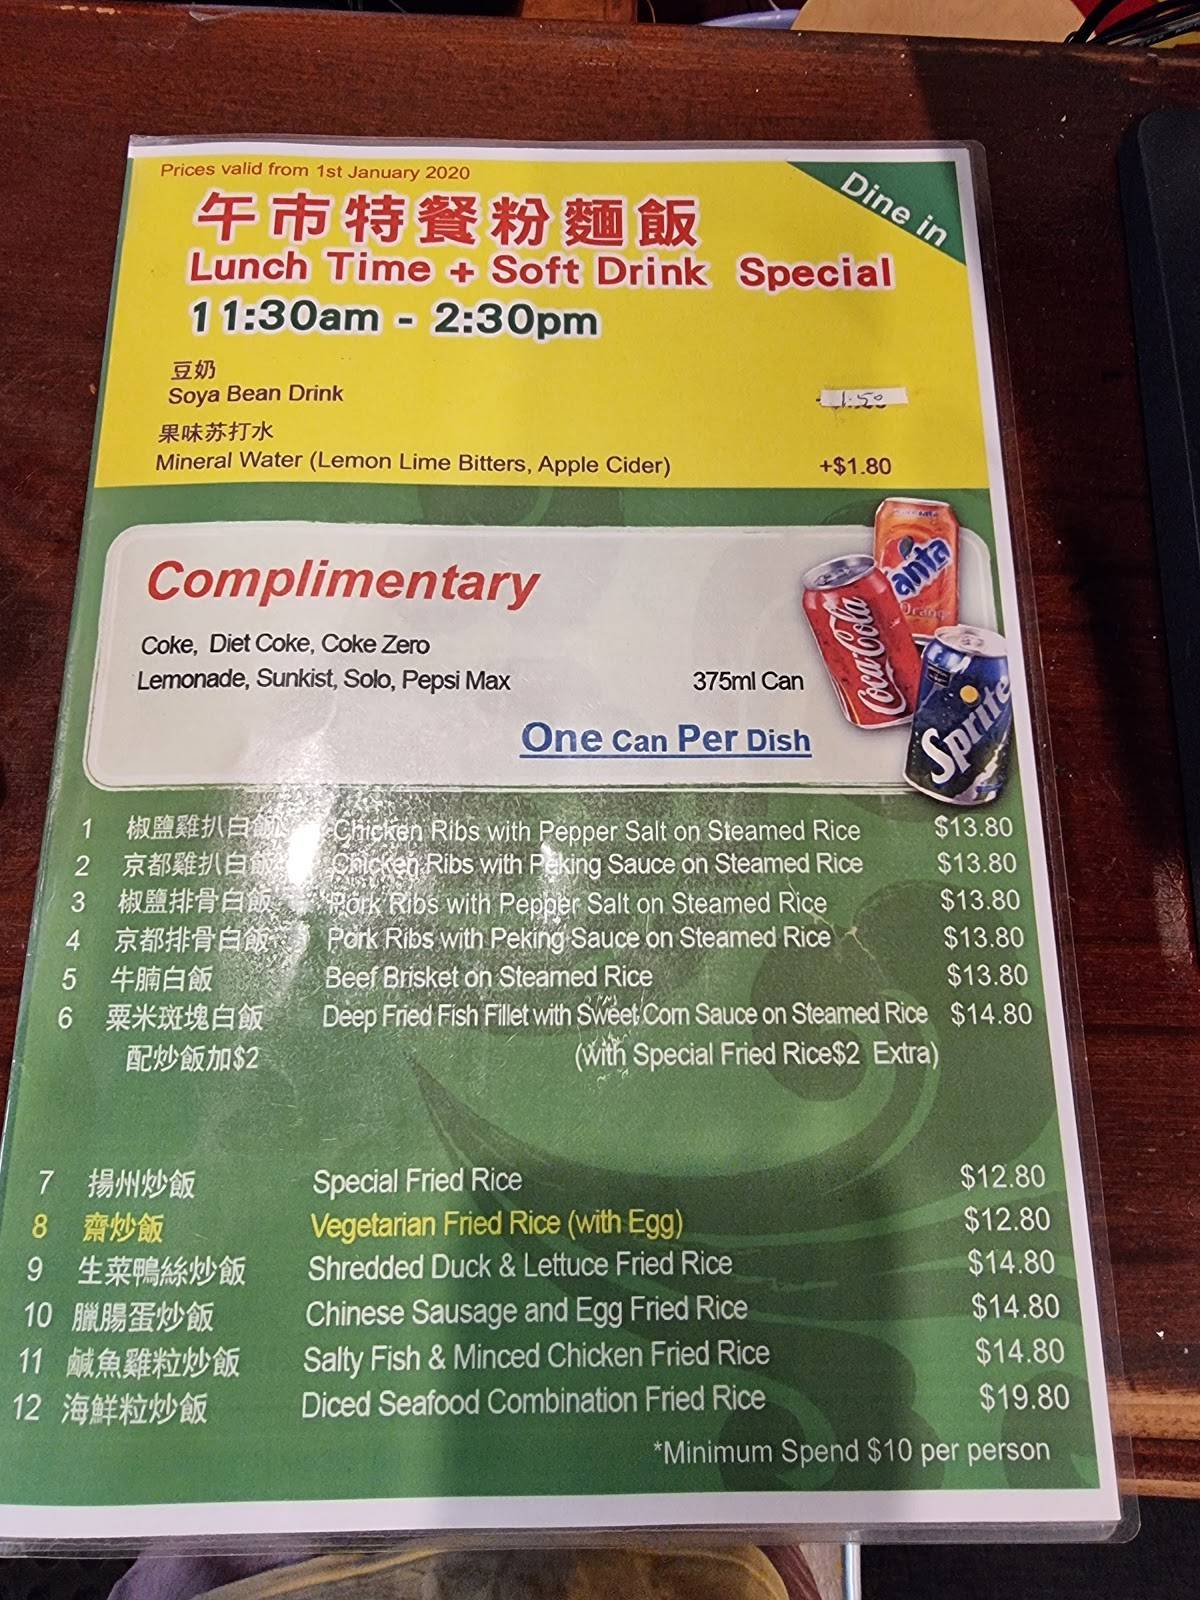 Prices valid from 1st January 2020
Dine in
午市特餐粉麵飯
Lunch Time + Soft Drink Special
11:30am - 2:30pm
豆奶
Soya Bean Drink 1.50
果味苏打水
Mineral Water (Lemon Lime Bitters, Apple Cider) +$1.80
Complimentary
Coke, Diet Coke, Coke Zero
Lemonade, Sunkist, Solo, Pepsi Max 375ml Can
One Can Per Dish
Fanta
Orange
Coca-Cola
Sprite
1 椒鹽雞扒白飯 Chicken Ribs with Pepper Salt on Steamed Rice $13.80
2 京都雞扒白飯 Chicken Ribs with Peking Sauce on Steamed Rice $13.80
3 椒鹽排骨白飯 Pork Ribs with Pepper Salt on Steamed Rice $13.80
4 京都排骨白飯 Pork Ribs with Peking Sauce on Steamed Rice $13.80
5 牛腩白飯 Beef Brisket on Steamed Rice $13.80
6 粟米斑塊白飯 Deep Fried Fish Fillet with Sweet Corn Sauce on Steamed Rice $14.80
配炒飯加$2 (with Special Fried Rice$2 Extra)
7 揚州炒飯 Special Fried Rice $12.80
8 齋炒飯 Vegetarian Fried Rice (with Egg) $12.80
9 生菜鴨絲炒飯 Shredded Duck & Lettuce Fried Rice $14.80
10 臘腸蛋炒飯 Chinese Sausage and Egg Fried Rice $14.80
11 鹹魚雞粒炒飯 Salty Fish & Minced Chicken Fried Rice $14.80
12 海鮮粒炒飯 Diced Seafood Combination Fried Rice $19.80
*Minimum Spend $10 per person